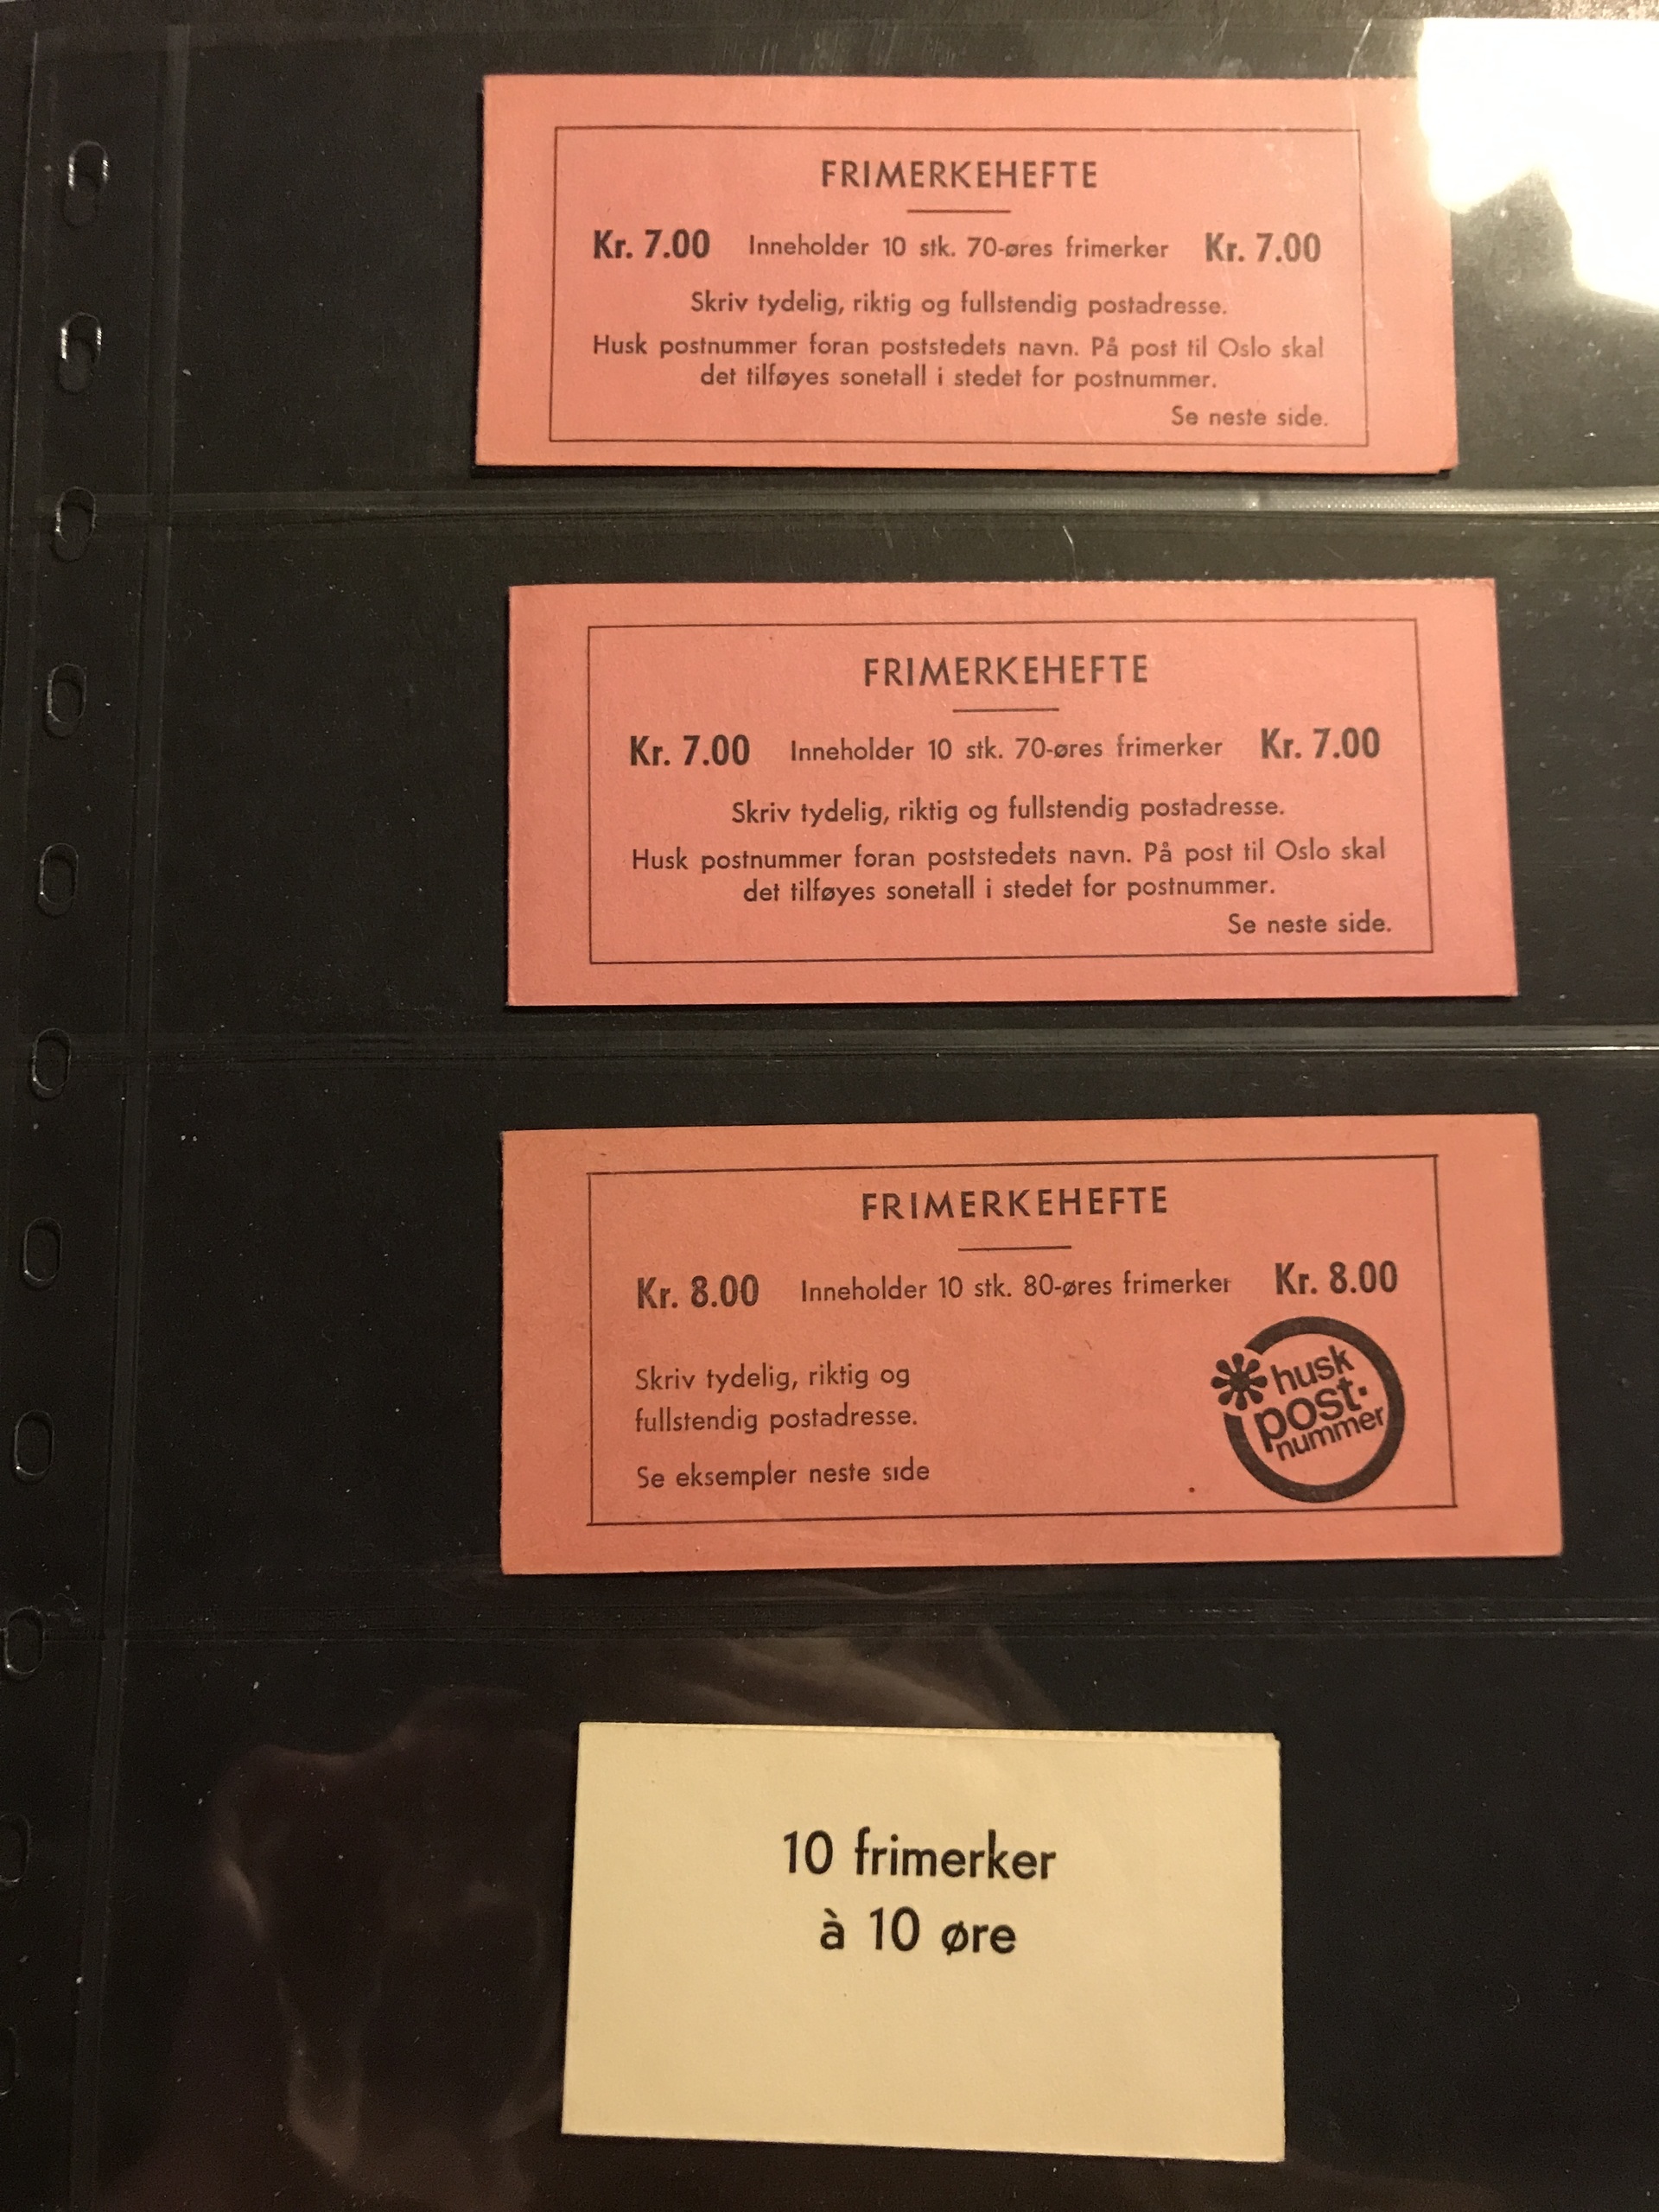 FRIMERKEHEFTE
Kr. 7.00 Inneholder 10 stk. 70-øres frimerker Kr. 7.00
Skriv tydelig, riktig og fullstendig postadresse.
Husk postnummer foran poststedets navn. På post til Oslo skal
det tilføyes sonetall i stedet for postnummer.
Se neste side.
FRIMERKEHEFTE
Kr. 7.00 Inneholder 10 stk. 70-øres frimerker Kr. 7.00
Skriv tydelig, riktig og fullstendig postadresse.
Husk postnummer foran poststedets navn. På post til Oslo skal
det tilføyes sonetall i stedet for postnummer.
Se neste side.
FRIMERKEHEFTE
Kr. 8.00 Inneholder 10 stk. 80-øres frimerker Kr. 8.00
Skriv tydelig, riktig og
fullstendig postadresse.
Se eksempler neste side
husk
post-
nummer
10 frimerker
à 10 øre